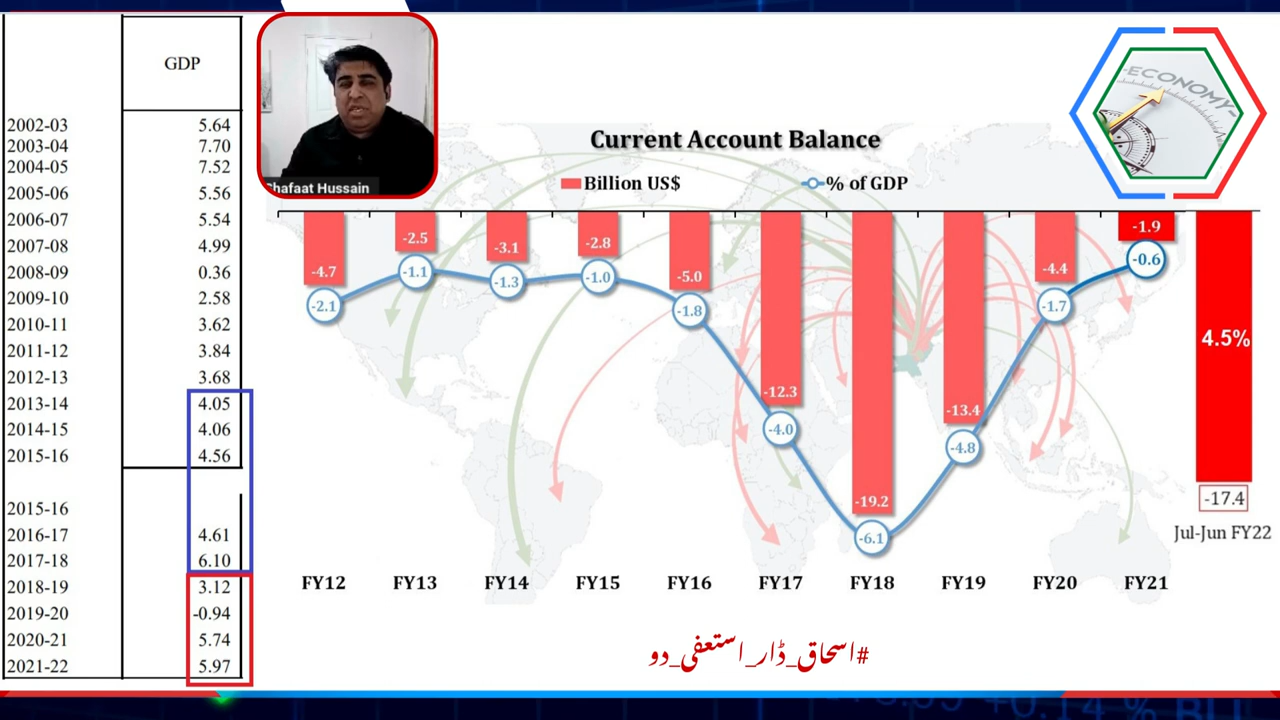 GDP
2002-03 5.64
2003-04 7.70
2004-05 7.52
2005-06 5.56
2006-07 5.54
2007-08 4.99
2008-09 0.36
2009-10 2.58
2010-11 3.62
2011-12 3.84
2012-13 3.68
2013-14 4.05
2014-15 4.06
2015-16 4.56
2015-16
2016-17 4.61
2017-18 6.10
2018-19 3.12
2019-20 -0.94
2020-21 5.74
2021-22 5.97
Hussain
ECONOMY
Current Account Balance
Billion US$ % of GDP
-4.7 -2.5 -3.1 -2.8 -5.0 -12.3 -19.2 -13.4 -4.4 -1.9
-2.1 -1.1 -1.3 -1.0 -1.8 -4.0 -6.1 -4.8 -1.7 -0.6
4.5%
-17.4
Jul-Jun FY22
FY12 FY13 FY14 FY15 FY16 FY17 FY18 FY19 FY20 FY21
#اسحاق_ڈار_استعفی_دو